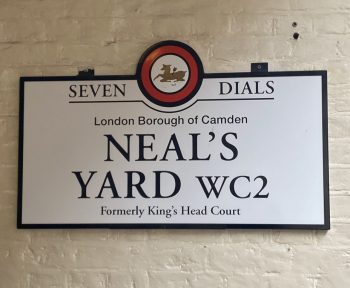 SEVEN DIALS
London Borough of Camden
NEAL'S
YARD WC2
Formerly King's Head Court